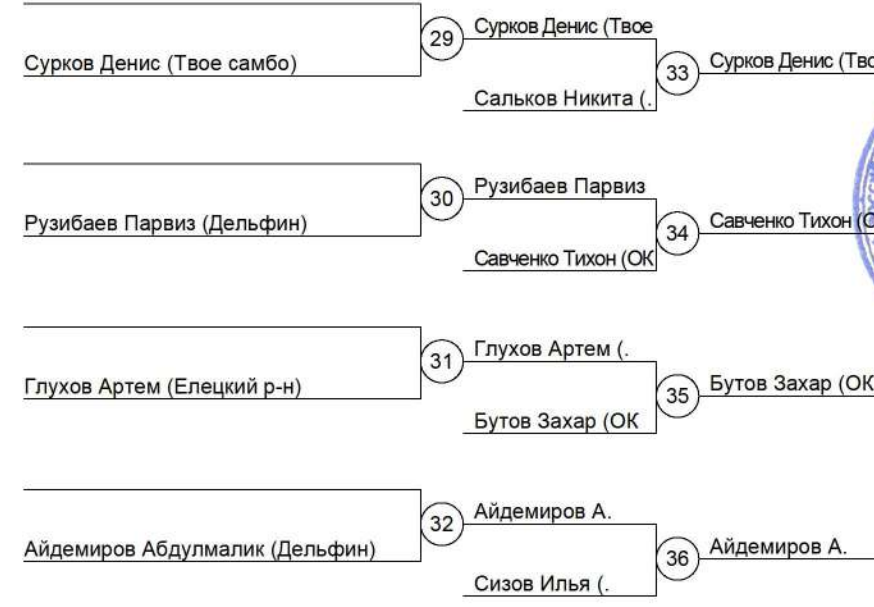 29
Сурков Денис (Твое
Сурков Денис (Твое самбо)
33
Сурков Денис (Тво
Сальков Никита (.
30
Рузибаев Парвиз
Рузибаев Парвиз (Дельфин)
34
Савченко Тихон (О
Савченко Тихон (ОК
31
Глухов Артем (.
Глухов Артем (Елецкий р-н)
35
Бутов Захар (ОК
Бутов Захар (ОК
32
Айдемиров А.
Айдемиров Абдулмалик (Дельфин)
36
Айдемиров А.
Сизов Илья (.